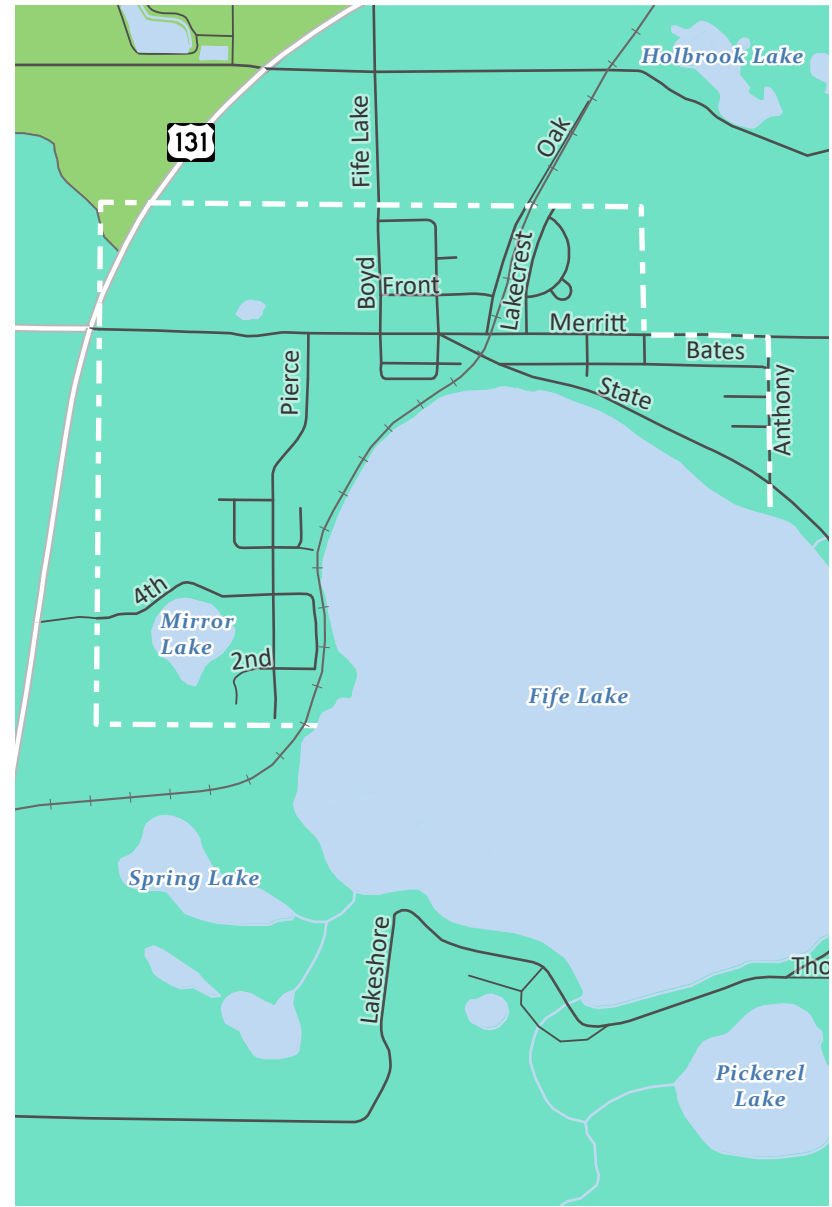 Holbrook Lake
131
Fife Lake
Oak
Boyd
Front
Lakecrest
Merritt
Bates
Pierce
State
Anthony
4th
Mirror
Lake
2nd
Fife Lake
Spring Lake
Lakeshore
Tho
Pickerel
Lake